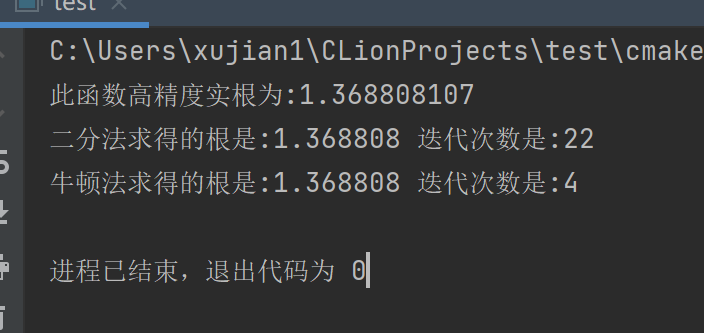 test
C:\Users\xujian1\CLionProjects\test\cmake
此函数高精度实根为:1.368808107
二分法求得的根是:1.368808 迭代次数是:22
牛顿法求得的根是:1.368808 迭代次数是:4
进程已结束，退出代码为 0